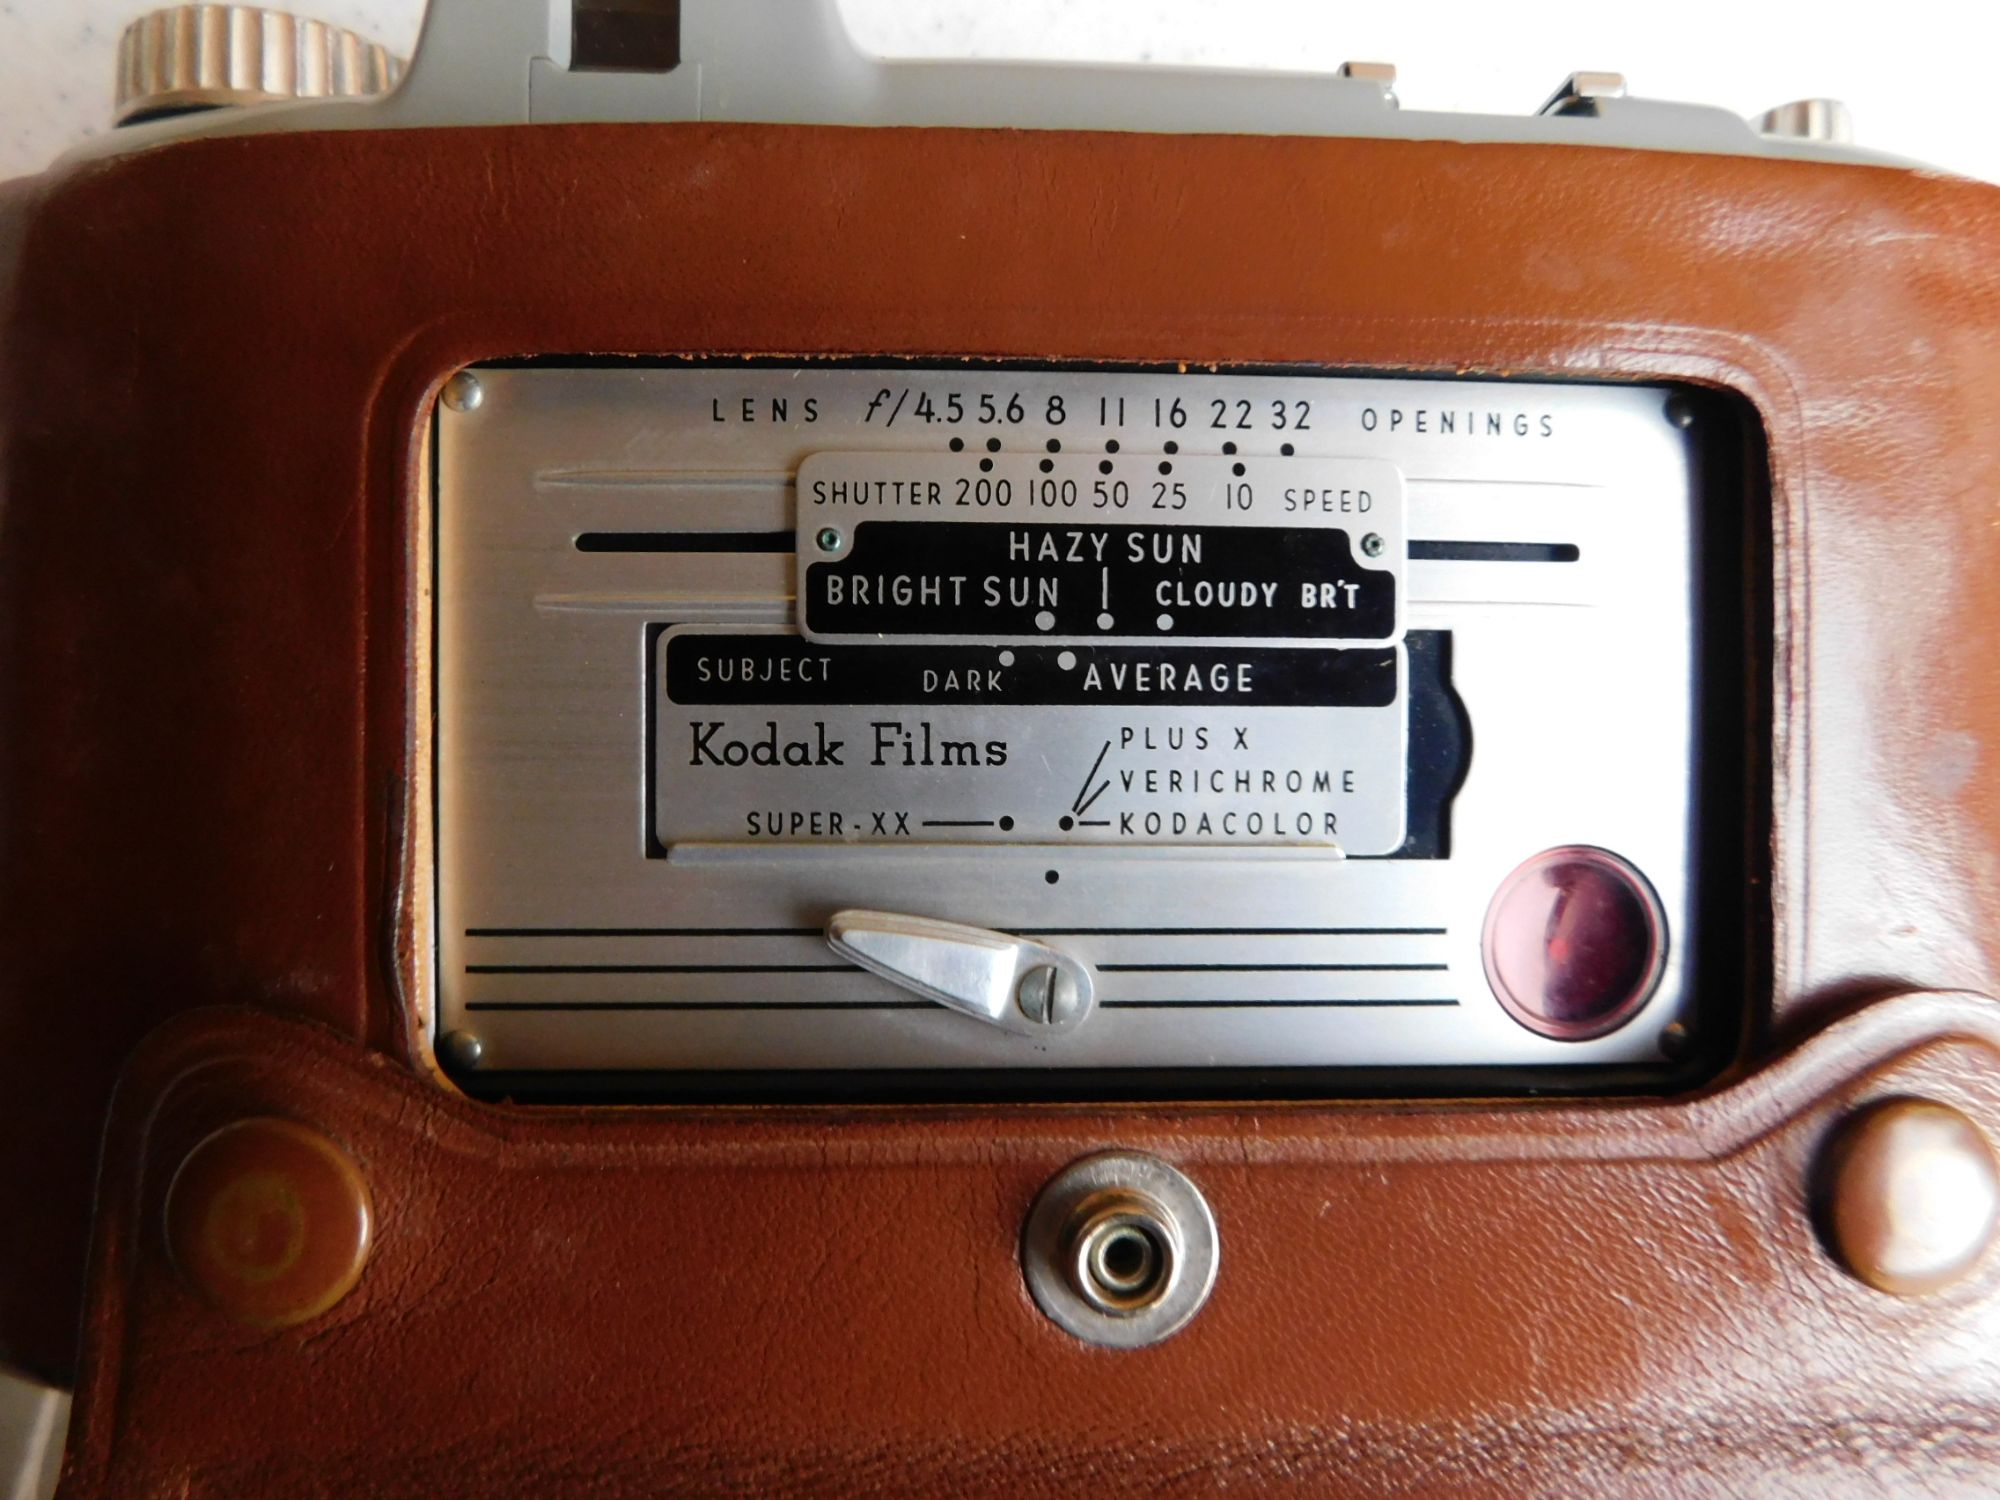 LENS f/4.5 5.6 8 11 16 22 32 OPENINGS
SHUTTER 200 100 50 25 10 SPEED
HAZY SUN
BRIGHT SUN CLOUDY BR'T
SUBJECT DARK AVERAGE
Kodak Films
PLUS X
VERICHROME
SUPER-XX KODACOLOR